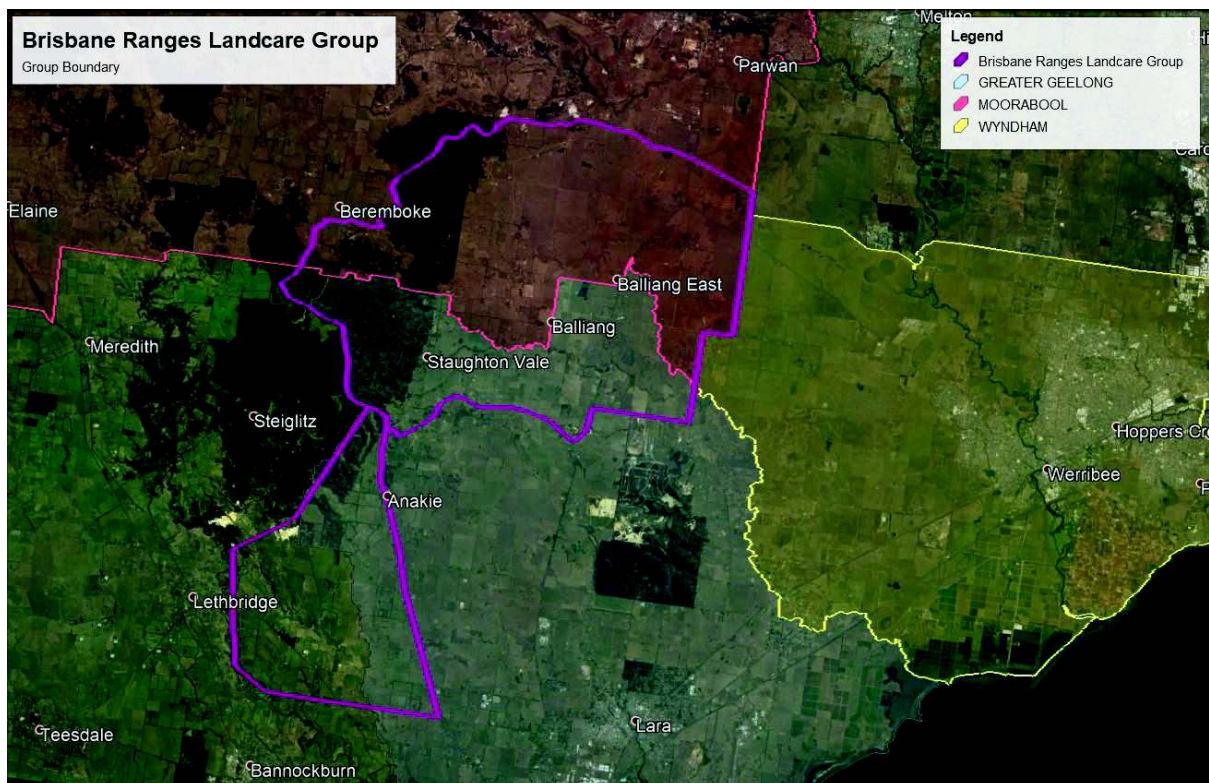 Brisbane Ranges Landcare Group
Group Boundary
Legend
Brisbane Ranges Landcare Group
GREATER GEELONG
MOORABOOL
WYNDHAM
Melton
Parwan
Elaine
Beremboke
Balliang East
Balliang
Meredith
Staughton Vale
Steiglitz
Hoppers
Werribee
Anakie
Lethbridge
Lara
Teesdale
Bannockburn